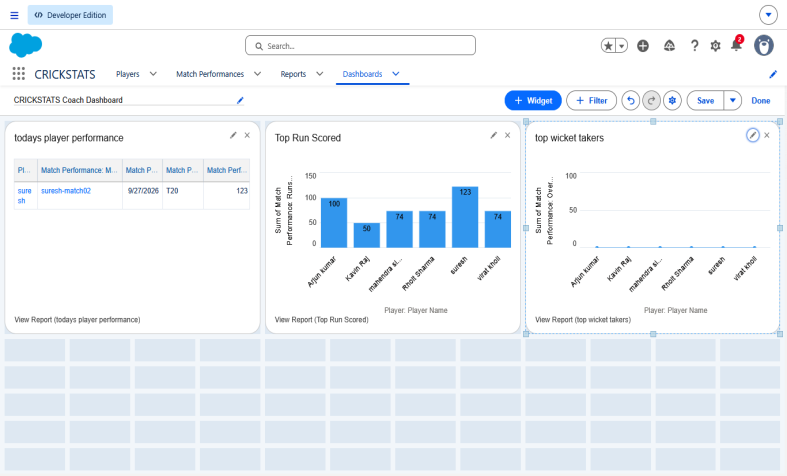 </> Developer Edition
Search...
2
CRICKSTATS
Players
Match Performances
Reports
Dashboards
CRICKSTATS Coach Dashboard
+ Widget
+ Filter
Save
Done
todays player performance
Pl...
Match Performance: M...
Match P...
Match P...
Match Perf...
sure
sh
suresh-match02
9/27/2026
T20
123
View Report (todays player performance)
Top Run Scored
Sum of Match
Performance: Runs...
150
100
50
0
100
50
74
74
123
74
Arjun kumar
Kavin Raj
mahendra si...
Rhoit Sharma
suresh
virat kholi
Player: Player Name
View Report (Top Run Scored)
top wicket takers
Sum of Match
Performance: Over...
100
50
0
Arjun kumar
Kavin Raj
mahendra si...
Rhoit Sharma
suresh
virat kholi
Player: Player Name
View Report (top wicket takers)